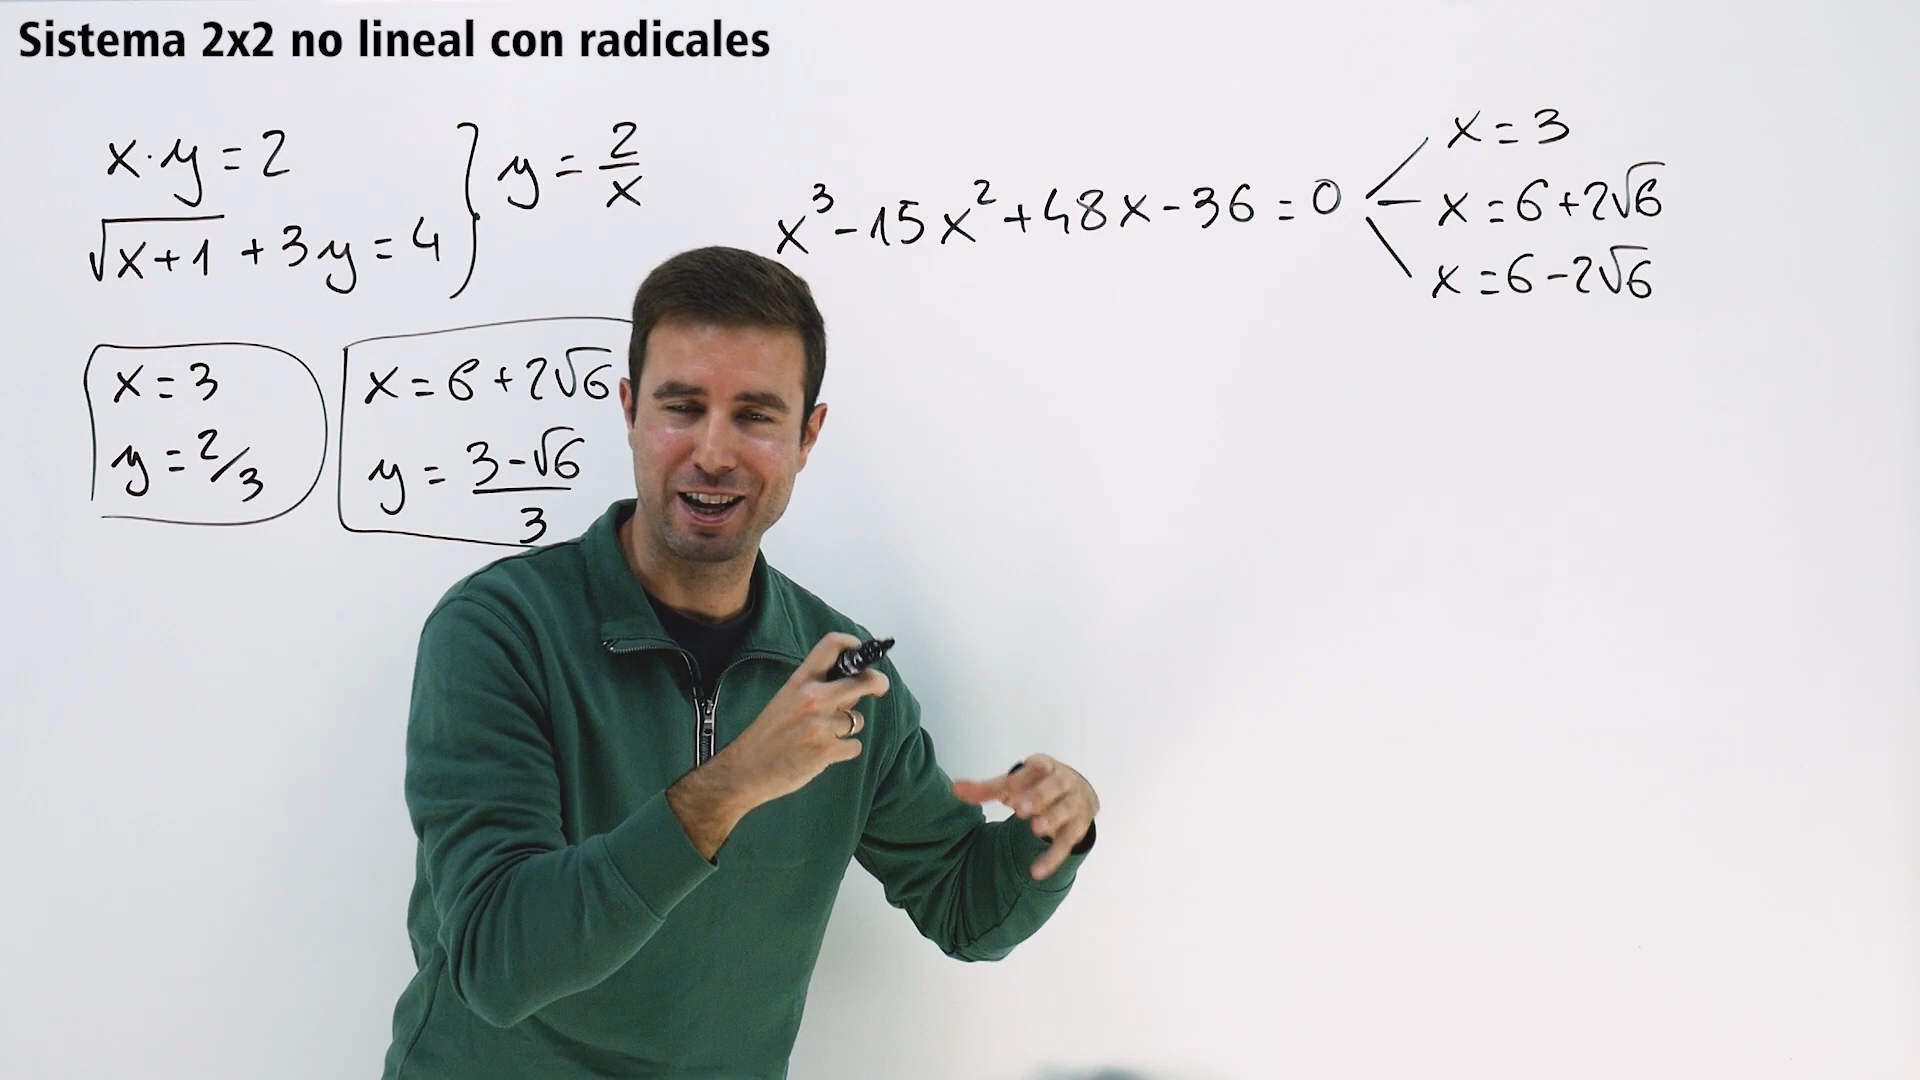 Sistema 2x2 no lineal con radicales
x·y=2
√x+1 + 3y=4
y = 2/x
x³-15x²+48x-36=0
x=3
x=6+2√6
x=6-2√6
x=3
y=2/3
x=6+2√6
y= 3-√6 / 3